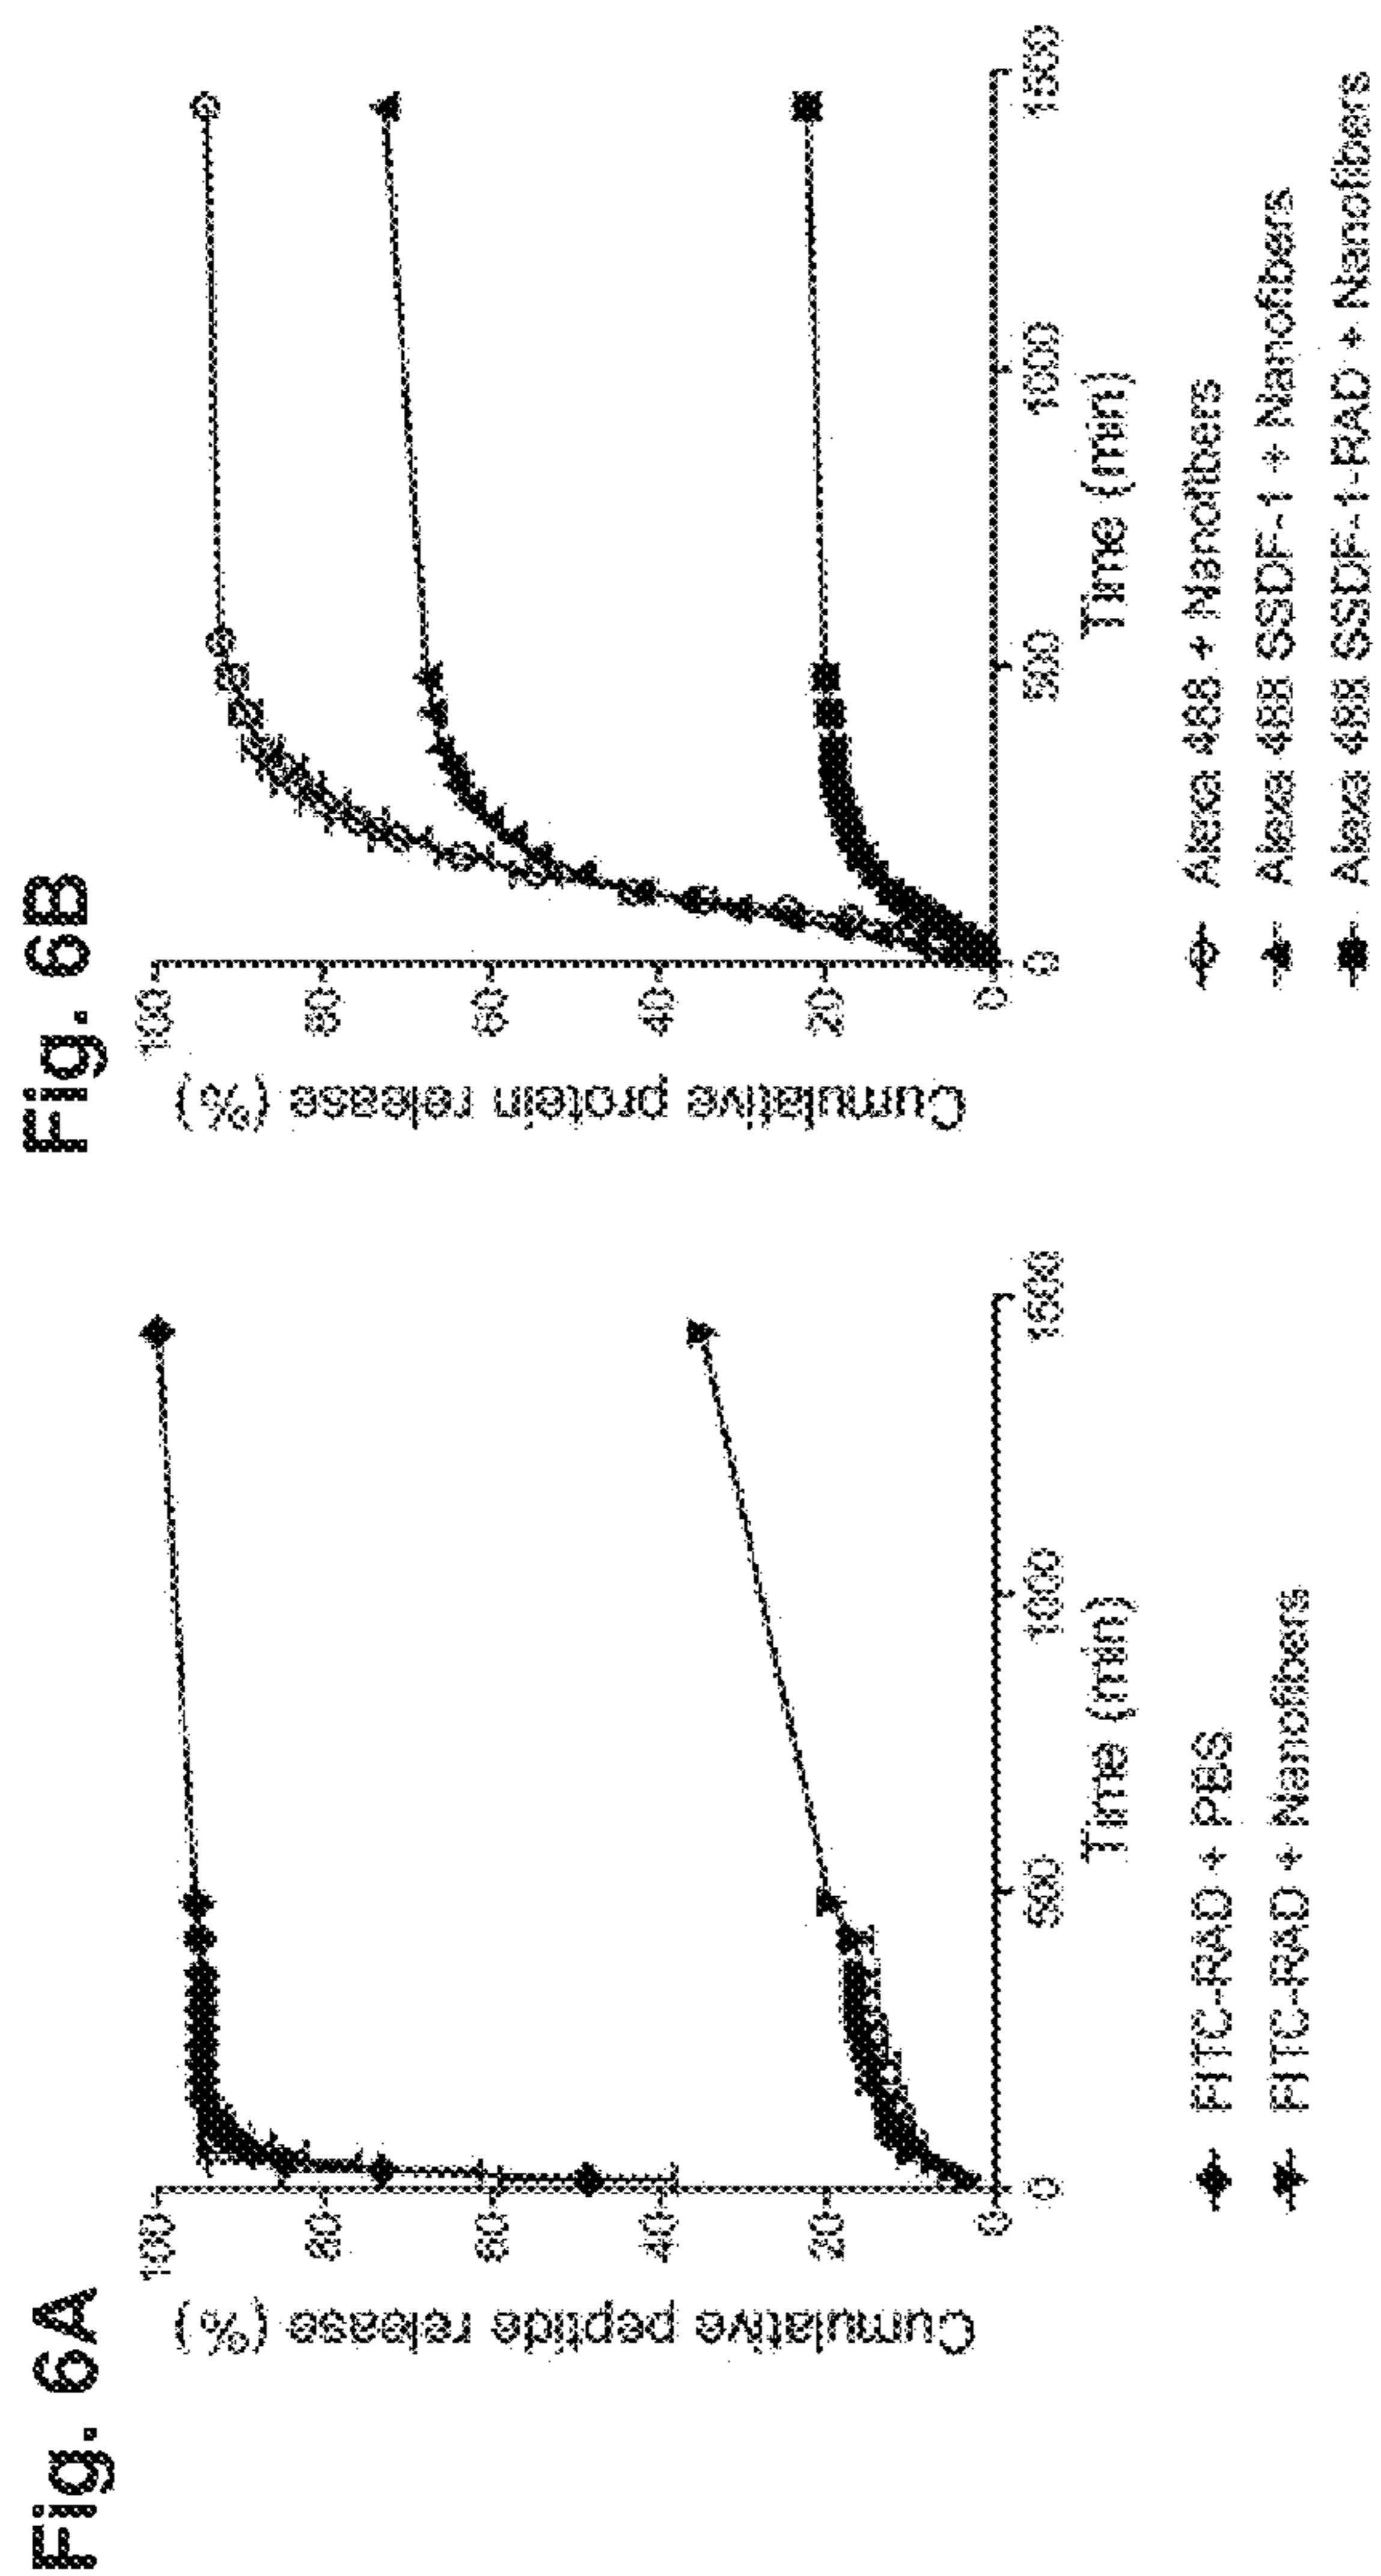 Fig. 6A
Cumulative peptide release (%)
100
80
60
40
20
0
0
500
1000
1500
Time (min)
FITC-RAD + PBS
FITC-RAD + Nanofibers
Fig. 6B
Cumulative protein release (%)
100
80
60
40
20
0
0
500
1000
1500
Time (min)
Alexa 488 + Nanofibers
Alexa 488 SSDF-1 + Nanofibers
Alexa 488 SSDF-1-RAD + Nanofibers